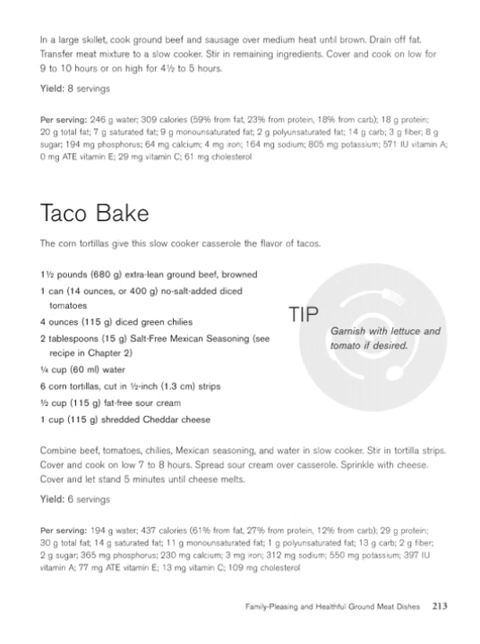 In a large skillet, cook ground beef and sausage over medium heat until brown. Drain off fat.
Transfer meat mixture to a slow cooker. Stir in remaining ingredients. Cover and cook on low for
9 to 10 hours or on high for 4½ to 5 hours.
Yield: 8 servings
Per serving: 246 g water; 309 calories (59% from fat, 23% from protein, 18% from carb); 18 g protein;
20 g total fat; 7 g saturated fat; 9 g monounsaturated fat; 2 g polyunsaturated fat; 14 g carb; 3 g fiber; 8 g
sugar; 194 mg phosphorus; 64 mg calcium; 4 mg iron; 164 mg sodium; 805 mg potassium; 571 IU vitamin A;
0 mg ATE vitamin E; 29 mg vitamin C; 61 mg cholesterol
Taco Bake
The corn tortillas give this slow cooker casserole the flavor of tacos.
1½ pounds (680 g) extra-lean ground beef, browned
1 can (14 ounces, or 400 g) no-salt-added diced
tomatoes
4 ounces (115 g) diced green chilies
2 tablespoons (15 g) Salt-Free Mexican Seasoning (see
recipe in Chapter 2)
¼ cup (60 ml) water
6 corn tortillas, cut in ½-inch (1.3 cm) strips
½ cup (115 g) fat-free sour cream
1 cup (115 g) shredded Cheddar cheese
TIP
Garnish with lettuce and
tomato if desired.
Combine beef, tomatoes, chilies, Mexican seasoning, and water in slow cooker. Stir in tortilla strips.
Cover and cook on low 7 to 8 hours. Spread sour cream over casserole. Sprinkle with cheese.
Cover and let stand 5 minutes until cheese melts.
Yield: 6 servings
Per serving: 194 g water; 437 calories (61% from fat, 27% from protein, 12% from carb); 29 g protein;
30 g total fat; 14 g saturated fat; 11 g monounsaturated fat; 1 g polyunsaturated fat; 13 g carb; 2 g fiber;
2 g sugar; 365 mg phosphorus; 230 mg calcium; 3 mg iron; 312 mg sodium; 550 mg potassium; 397 IU
vitamin A; 77 mg ATE vitamin E; 13 mg vitamin C; 109 mg cholesterol
Family-Pleasing and Healthful Ground Meat Dishes 213